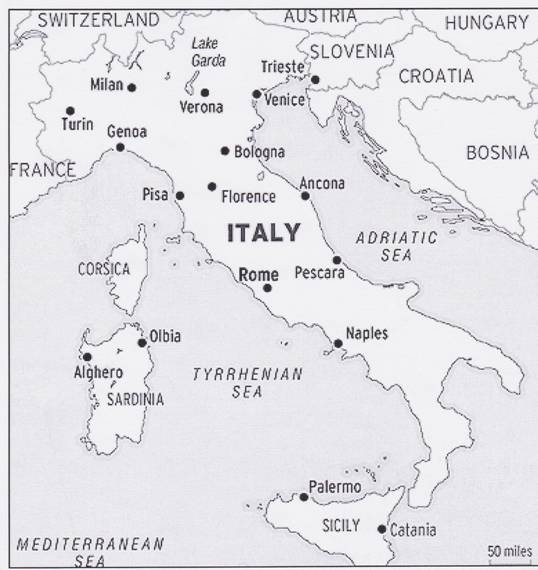 SWITZERLAND
AUSTRIA
HUNGARY
Lake
Garda
SLOVENIA
Trieste
CROATIA
Milan
Verona
Venice
Turin
Genoa
Bologna
BOSNIA
FRANCE
Pisa
Florence
Ancona
ITALY
ADRIATIC
SEA
CORSICA
Rome
Pescara
Olbia
Naples
Alghero
TYRRHENIAN
SEA
SARDINIA
Palermo
SICILY
Catania
MEDITERRANEAN
SEA
50 miles